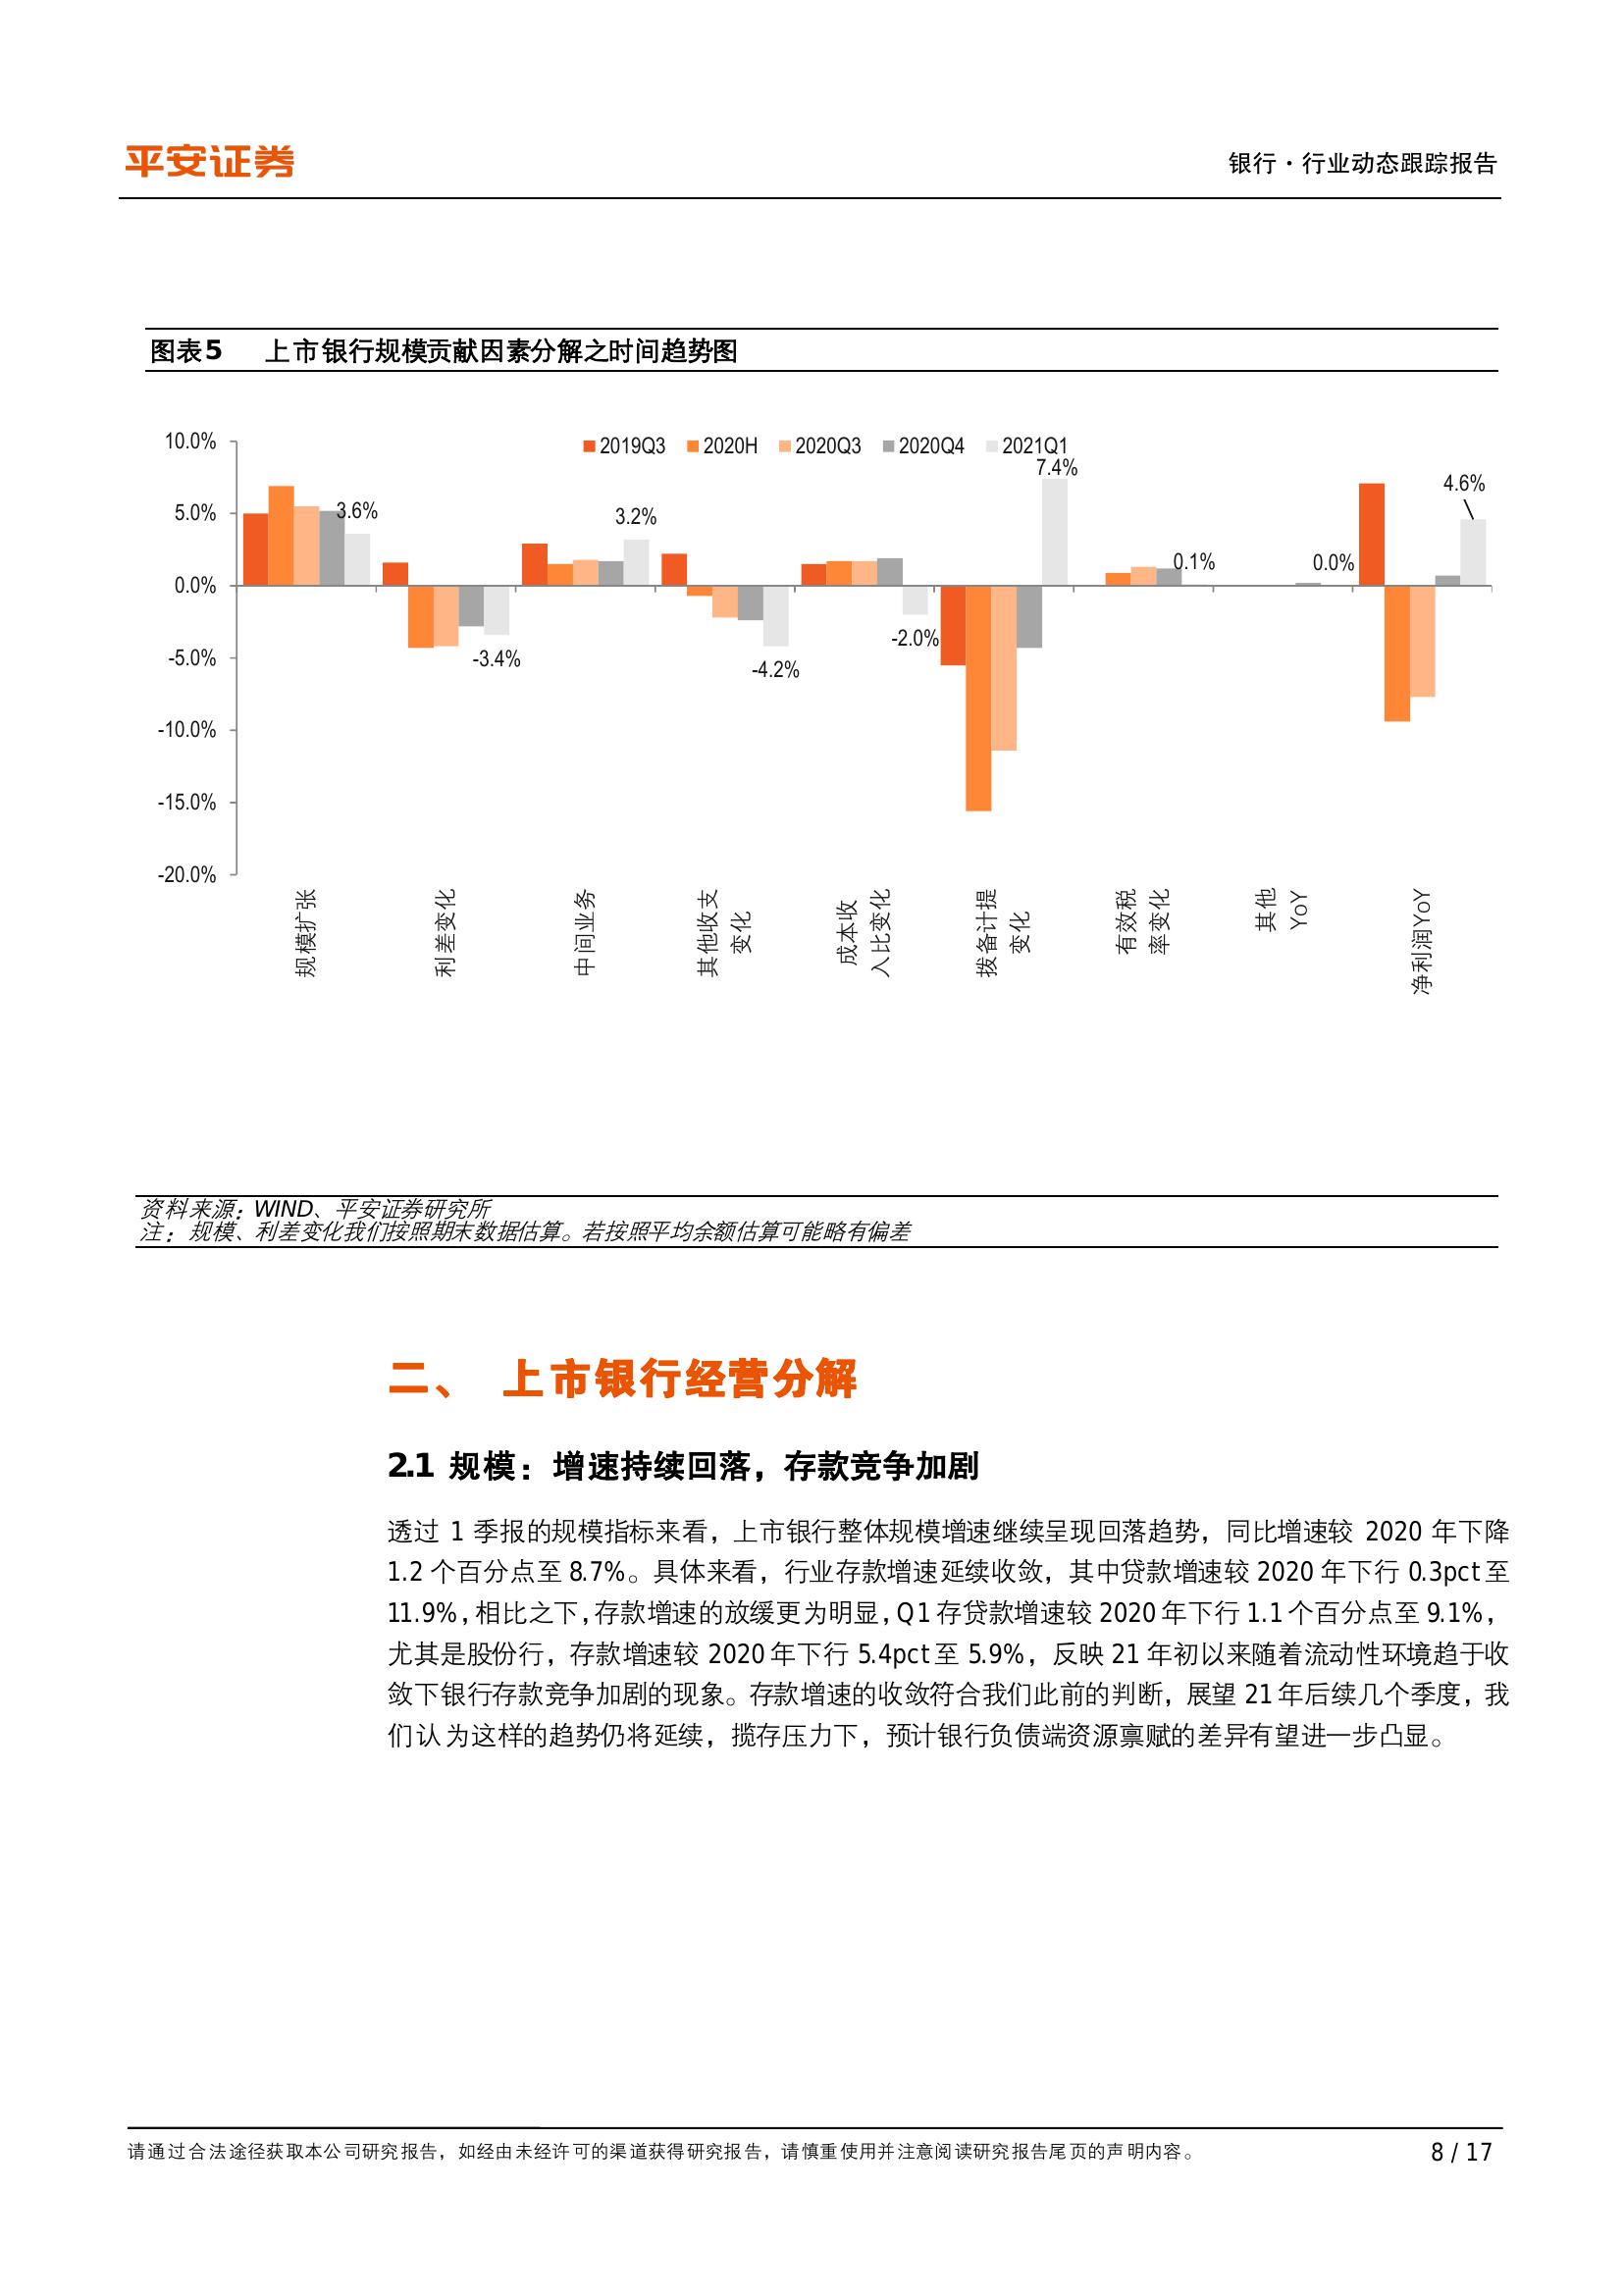 平安证券
银行·行业动态跟踪报告
图表5 上市银行规模贡献因素分解之时间趋势图
2019Q3 2020H 2020Q3 2020Q4 2021Q1
10.0%
5.0%
0.0%
-5.0%
-10.0%
-15.0%
-20.0%
3.6%
-3.4%
3.2%
-4.2%
-2.0%
7.4%
0.1%
0.0%
4.6%
规模扩张
利差变化
中间业务
其他收支
变化
成本收
入比变化
拨备计提
变化
有效税
率变化
其他
YoY
净利润YoY
资料来源：WIND、平安证券研究所
注：规模、利差变化我们按照期末数据估算。若按照平均余额估算可能略有偏差
二、 上市银行经营分解
2.1 规模：增速持续回落，存款竞争加剧
透过 1 季报的规模指标来看，上市银行整体规模增速继续呈现回落趋势，同比增速较 2020 年下降
1.2 个百分点至 8.7%。具体来看，行业存款增速延续收敛，其中贷款增速较 2020 年下行 0.3pct 至
11.9%，相比之下，存款增速的放缓更为明显，Q1 存贷款增速较 2020 年下行 1.1 个百分点至 9.1%，
尤其是股份行，存款增速较 2020 年下行 5.4pct 至 5.9%，反映 21 年初以来随着流动性环境趋于收
敛下银行存款竞争加剧的现象。存款增速的收敛符合我们此前的判断，展望 21 年后续几个季度，我
们认为这样的趋势仍将延续，揽存压力下，预计银行负债端资源禀赋的差异有望进一步凸显。
请通过合法途径获取本公司研究报告，如经由未经许可的渠道获得研究报告，请慎重使用并注意阅读研究报告尾页的声明内容。
8 / 17